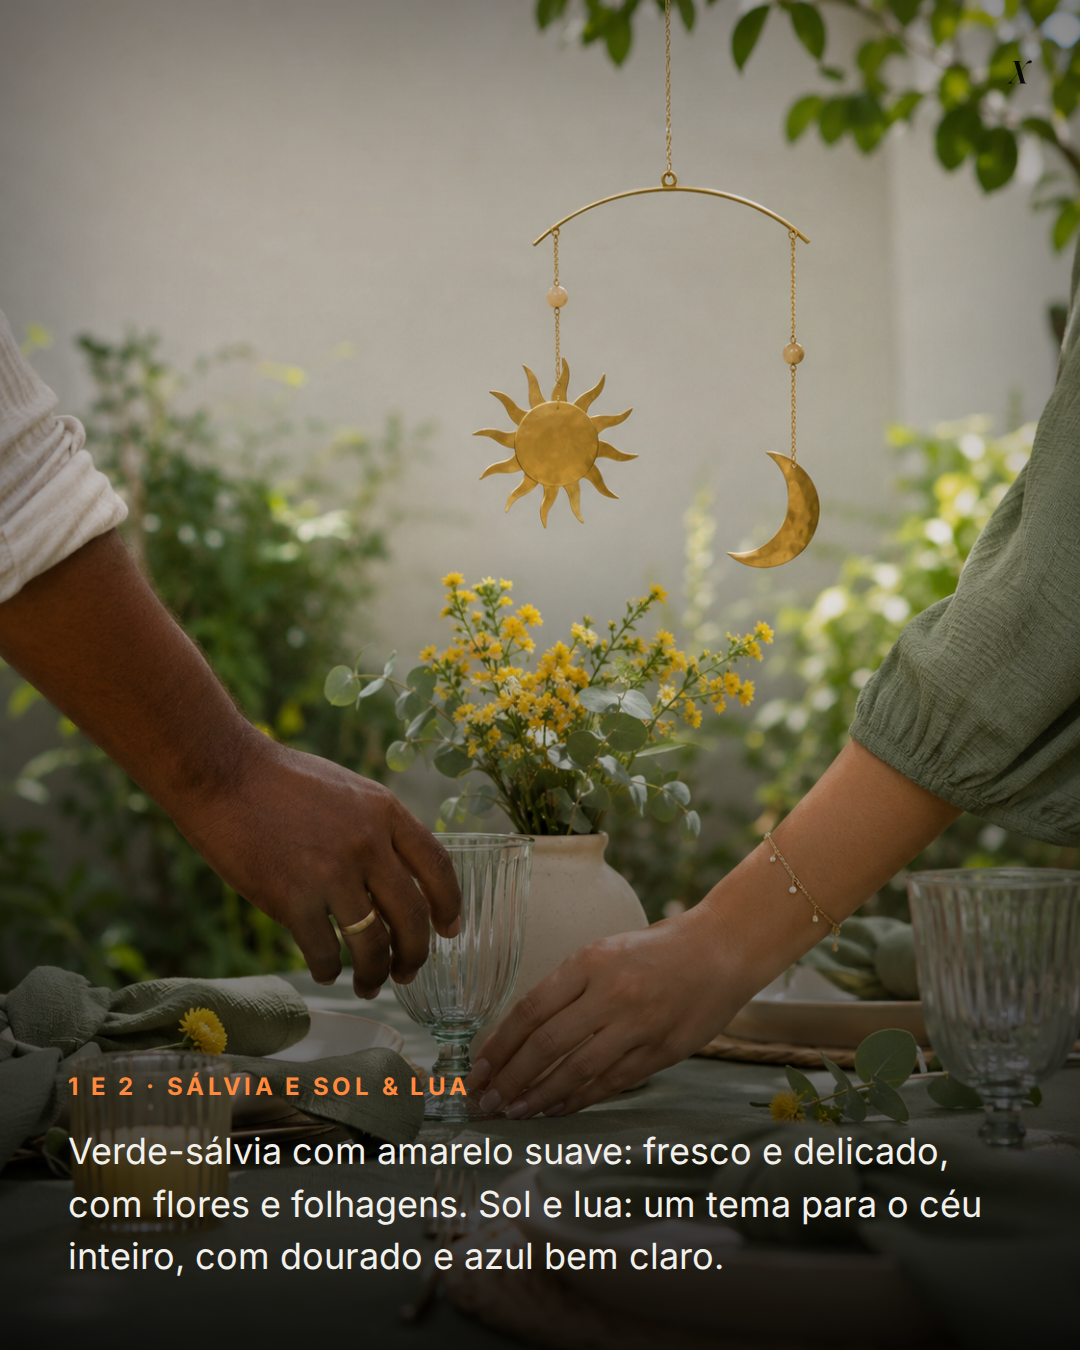 X
1 E 2 · SÁLVIA E SOL & LUA
Verde-sálvia com amarelo suave: fresco e delicado,
com flores e folhagens. Sol e lua: um tema para o céu
inteiro, com dourado e azul bem claro.